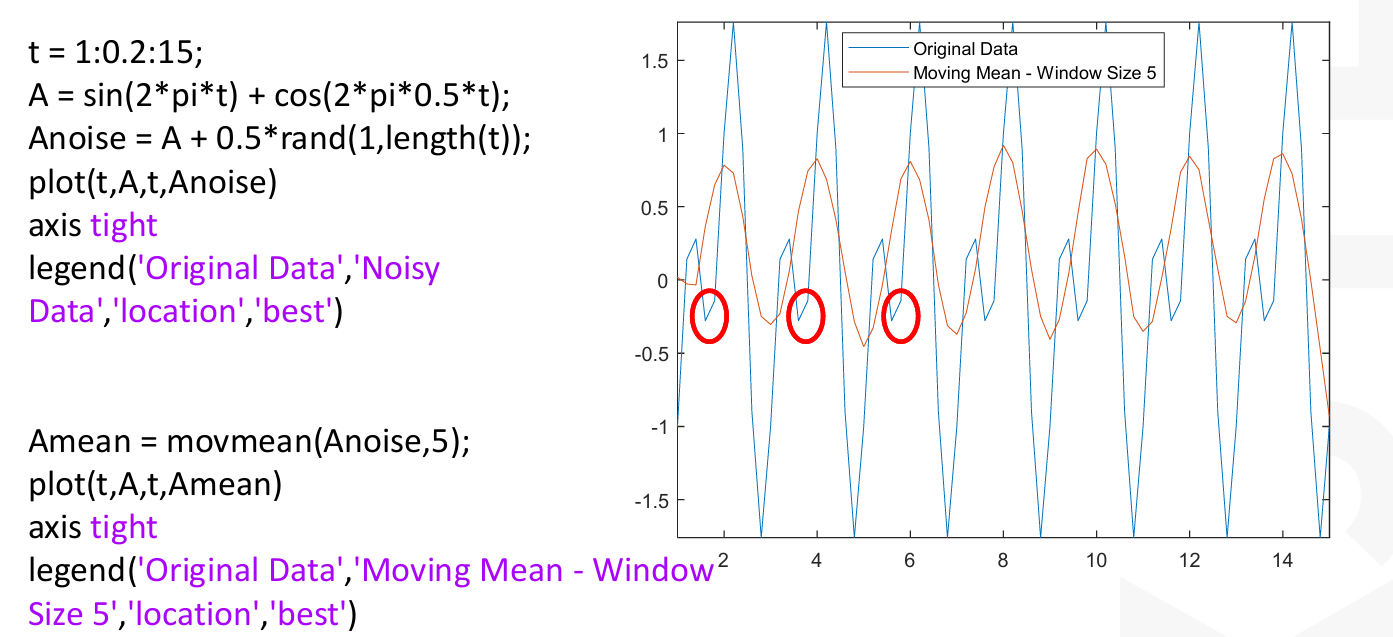 t = 1:0.2:15;
A = sin(2*pi*t) + cos(2*pi*0.5*t);
Anoise = A + 0.5*rand(1,length(t));
plot(t,A,t,Anoise)
axis tight
legend('Original Data','Noisy
Data','location','best')
Amean = movmean(Anoise,5);
plot(t,A,t,Amean)
axis tight
legend('Original Data','Moving Mean - Window
Size 5','location','best')
Original Data
Moving Mean - Window Size 5
1.5
1
0.5
0
-0.5
-1
-1.5
2 4 6 8 10 12 14